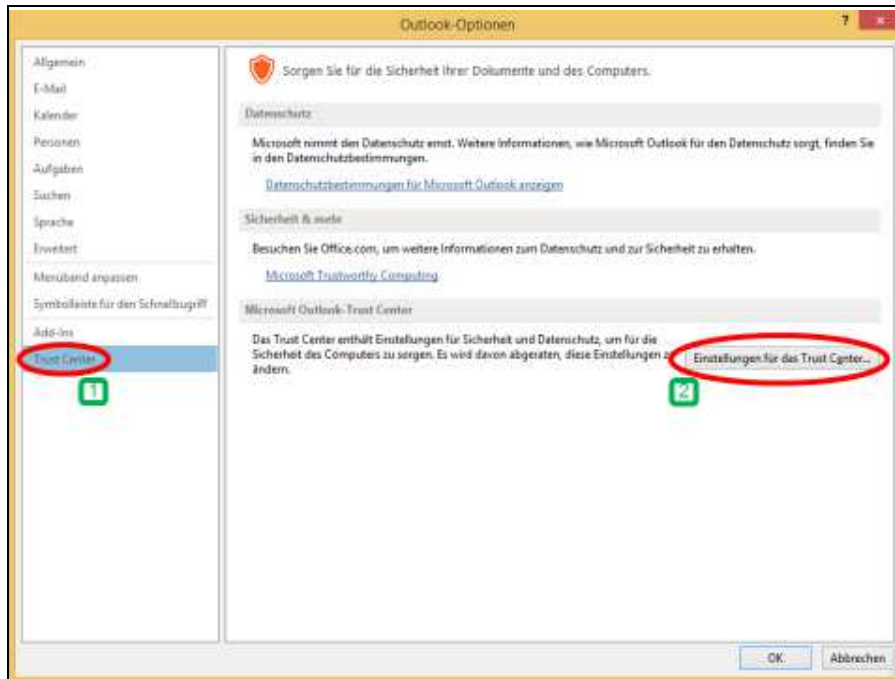 Outlook-Optionen
?
Allgemein
E-Mail
Kalender
Personen
Aufgaben
Suchen
Sprache
Erweitert
Menüband anpassen
Symbolleiste für den Schnellzugriff
Add-Ins
Trust Center
1
Sorgen Sie für die Sicherheit Ihrer Dokumente und des Computers.
Datenschutz
Microsoft nimmt den Datenschutz ernst. Weitere Informationen, wie Microsoft Outlook für den Datenschutz sorgt, finden Sie
in den Datenschutzbestimmungen.
Datenschutzbestimmungen für Microsoft Outlook anzeigen
Sicherheit & mehr
Besuchen Sie Office.com, um weitere Informationen zum Datenschutz und zur Sicherheit zu erhalten.
Microsoft Trustworthy Computing
Microsoft Outlook-Trust Center
Das Trust Center enthält Einstellungen für Sicherheit und Datenschutz, um für die
Sicherheit des Computers zu sorgen. Es wird davon abgeraten, diese Einstellungen z
ändern.
Einstellungen für das Trust Center...
2
OK
Abbrechen